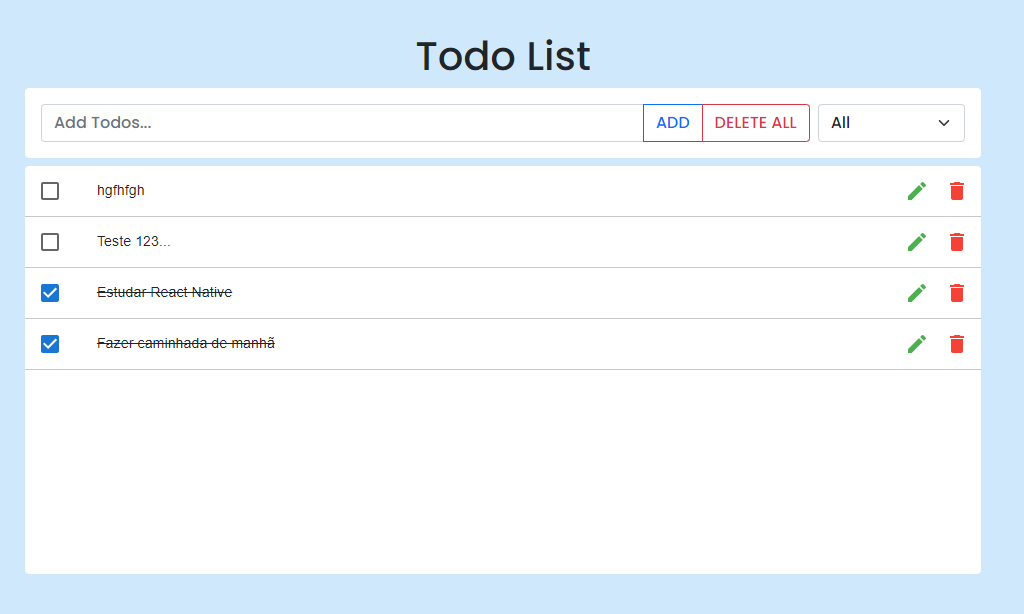 Todo List
Add Todos...
ADD
DELETE ALL
All
hgfhfgh
Teste 123...
Estudar React Native
Fazer caminhada de manhã